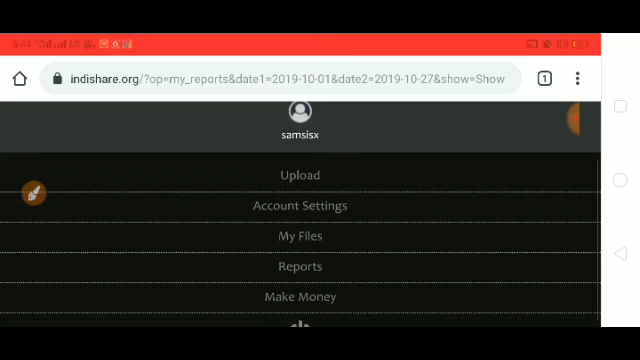 indishare.org/?op=my_reports&date1=2019-10-01&date2=2019-10-27&show=Show
1
samsisx
Upload
Account Settings
My Files
Reports
Make Money